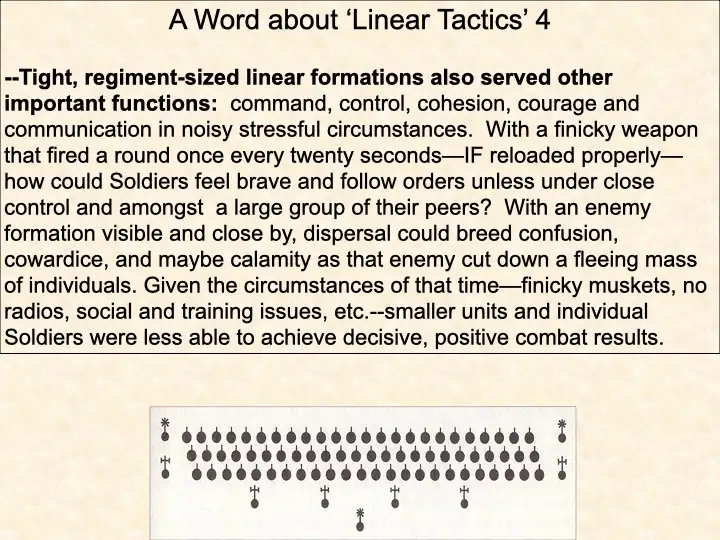 A Word about ‘Linear Tactics’ 4
--Tight, regiment-sized linear formations also served other
important functions:  command, control, cohesion, courage and
communication in noisy stressful circumstances.  With a finicky weapon
that fired a round once every twenty seconds—IF reloaded properly—
how could Soldiers feel brave and follow orders unless under close
control and amongst  a large group of their peers?  With an enemy
formation visible and close by, dispersal could breed confusion,
cowardice, and maybe calamity as that enemy cut down a fleeing mass
of individuals. Given the circumstances of that time—finicky muskets, no
radios, social and training issues, etc.--smaller units and individual
Soldiers were less able to achieve decisive, positive combat results.